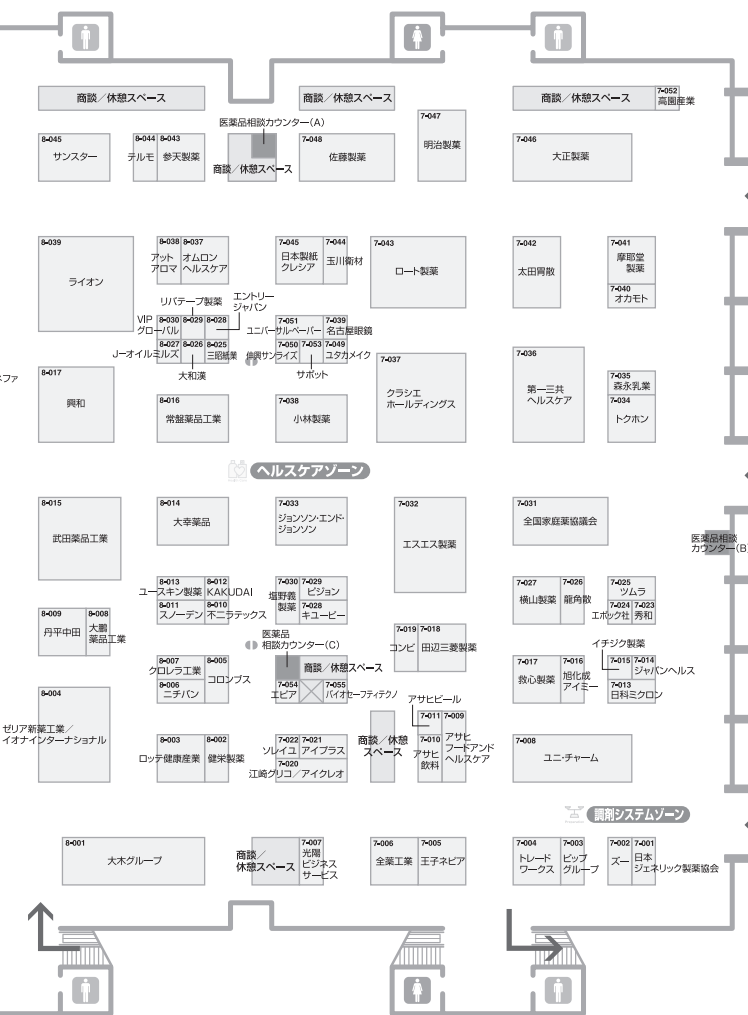 商談／休憩スペース
商談／休憩スペース
商談／休憩スペース
7-052
高園産業
医薬品相談カウンター(A)
商談／休憩スペース
8-045
サンスター
8-044
テルモ
8-043
参天製薬
7-048
佐藤製薬
7-047
明治製菓
7-046
大正製薬
8-039
ライオン
8-038
アット
アロマ
8-037
オムロン
ヘルスケア
7-045
日本製紙
クレシア
7-044
玉川衛材
7-043
ロート製薬
7-042
太田胃散
7-041
摩耶堂
製薬
7-040
オカモト
リバテープ製薬
エントリー
ジャパン
VIP
グローバル
8-030
8-029
8-028
8-027
8-026
8-025
J-オイルミルズ
三昭紙業
大和漢
7-051
ユニバーサルペーパー
7-039
名古屋眼鏡
7-050
信興サンライズ
7-053
7-049
ユタカメイク
サポット
7-037
クラシエ
ホールディングス
7-036
第一三共
ヘルスケア
7-035
森永乳業
7-034
トクホン
ネファ
8-017
興和
8-016
常盤薬品工業
7-038
小林製薬
ヘルスケアゾーン
8-015
武田薬品工業
8-014
大幸薬品
7-033
ジョンソン・エンド・
ジョンソン
7-032
エスエス製薬
7-031
全国家庭薬協議会
医薬品相談
カウンター(B)
8-013
ユースキン製薬
8-012
KAKUDAI
8-011
スノーデン
8-010
不二ラテックス
7-030
塩野義
製薬
7-029
ピジョン
7-028
キユーピー
7-027
横山製薬
7-026
龍角散
7-025
ツムラ
7-024
エポック社
7-023
秀和
8-009
丹平中田
8-008
大鵬
薬品工業
医薬品
相談カウンター(C)
商談／休憩スペース
7-054
エビア
7-055
バイオセーフティテクノ
7-019
コンビ
7-018
田辺三菱製薬
イチジク製薬
8-007
クロレラ工業
8-006
ニチバン
8-005
コロンブス
7-017
救心製薬
7-016
旭化成
アイミー
7-015
7-014
ジャパンヘルス
7-013
日科ミクロン
8-004
ゼリア新薬工業／
イオナインターナショナル
8-003
ロッテ健康産業
8-002
健栄製薬
7-022
ソレイユ
7-021
アイプラス
7-020
江崎グリコ／アイクレオ
商談／休憩
スペース
アサヒビール
7-011
7-010
アサヒ
飲料
7-009
アサヒ
フードアンド
ヘルスケア
7-008
ユニ・チャーム
調剤システムゾーン
8-001
大木グループ
商談／
休憩スペース
7-007
光陽
ビジネス
サービス
7-006
全薬工業
7-005
王子ネピア
7-004
トレード
ワークス
7-003
ピップ
グループ
7-002
ズー
7-001
日本
ジェネリック製薬協会